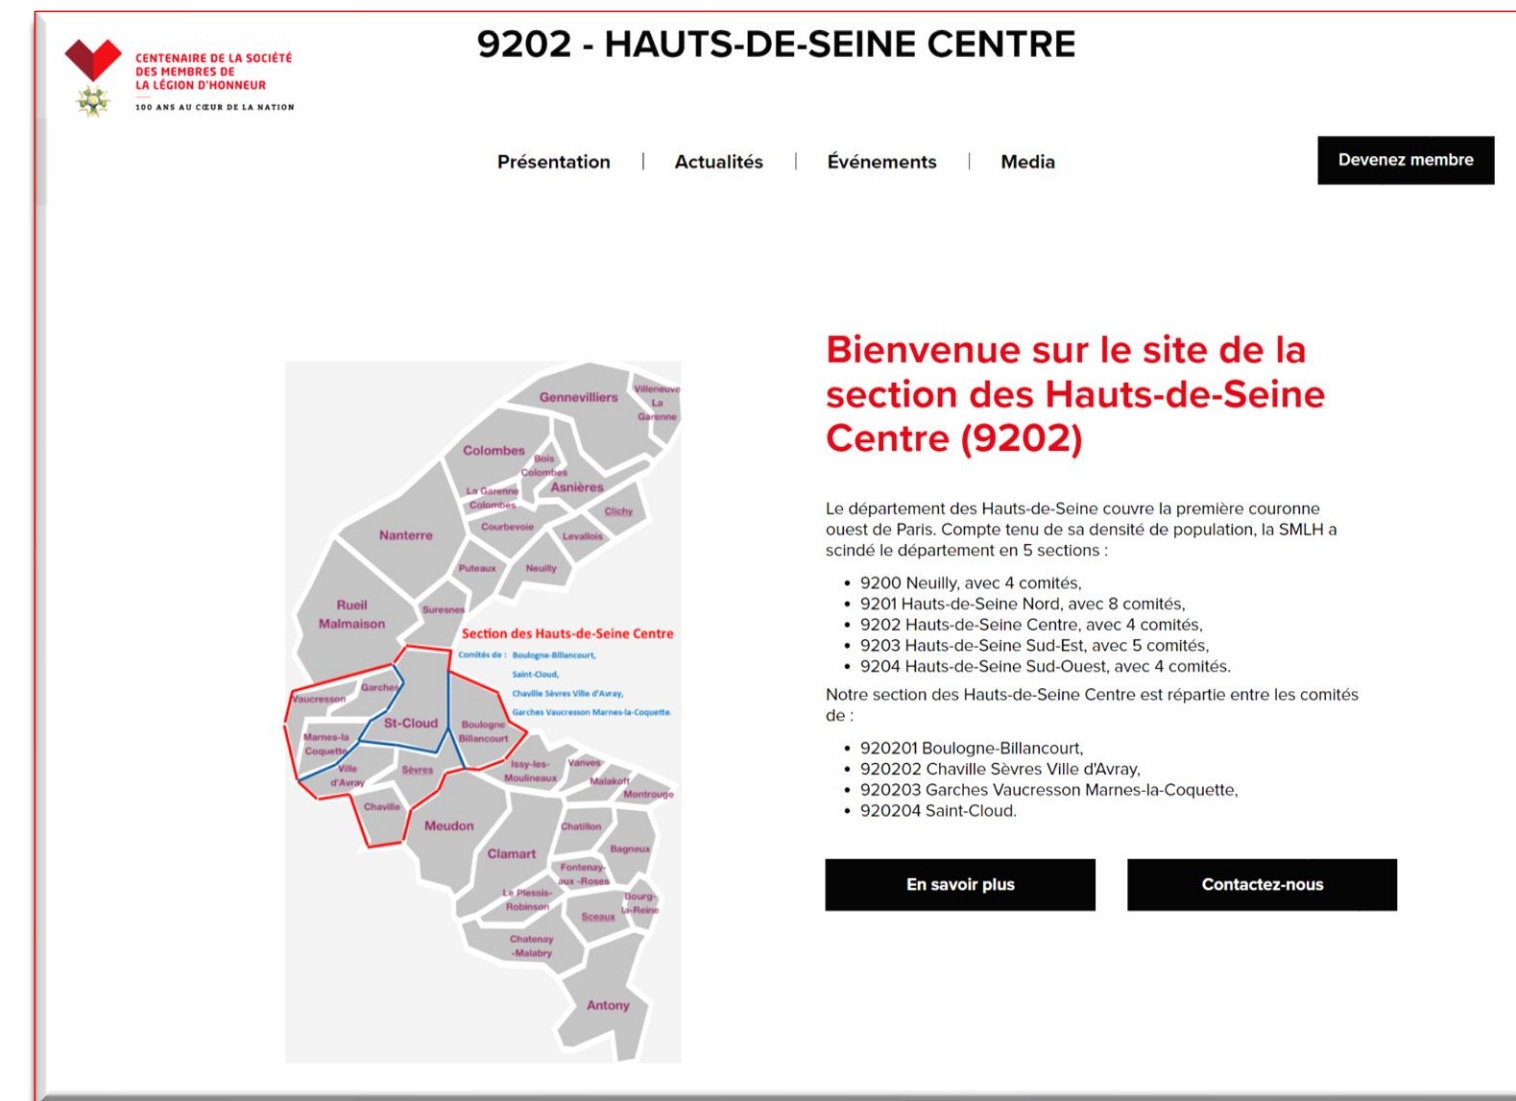 CENTENAIRE DE LA SOCIÉTÉ
DES MEMBRES DE
LA LÉGION D'HONNEUR
100 ANS AU CŒUR DE LA NATION
9202 - HAUTS-DE-SEINE CENTRE
Présentation | Actualités | Événements | Media
Devenez membre
Gennevilliers
Villeneuve
La
Garenne
Colombes
Bois
Colombes
Asnières
La Garenne
Colombes
Clichy
Courbevoie
Nanterre
Levallois
Puteaux
Neuilly
Rueil
Malmaison
Suresnes
Section des Hauts-de-Seine Centre
Comités de : Boulogne-Billancourt,
Saint-Cloud,
Chaville Sèvres Ville d'Avray,
Garches Vaucresson Marnes-la-Coquette
Garches
Vaucresson
St-Cloud
Boulogne
Billancourt
Marnes-la
Coquette
Ville
d'Avray
Sèvres
Issy-les-
Moulineaux
Vanves
Malakoff
Montrouge
Chaville
Meudon
Chatillon
Clamart
Bagneux
Fontenay-
aux -Roses
Le Plessis-
Robinson
Bourg-
la-Reine
Sceaux
Chatenay
-Malabry
Antony
Bienvenue sur le site de la
section des Hauts-de-Seine
Centre (9202)
Le département des Hauts-de-Seine couvre la première couronne
ouest de Paris. Compte tenu de sa densité de population, la SMLH a
scindé le département en 5 sections :
• 9200 Neuilly, avec 4 comités,
• 9201 Hauts-de-Seine Nord, avec 8 comités,
• 9202 Hauts-de-Seine Centre, avec 4 comités,
• 9203 Hauts-de-Seine Sud-Est, avec 5 comités,
• 9204 Hauts-de-Seine Sud-Ouest, avec 4 comités.
Notre section des Hauts-de-Seine Centre est répartie entre les comités
de :
• 920201 Boulogne-Billancourt,
• 920202 Chaville Sèvres Ville d'Avray,
• 920203 Garches Vaucresson Marnes-la-Coquette,
• 920204 Saint-Cloud.
En savoir plus
Contactez-nous